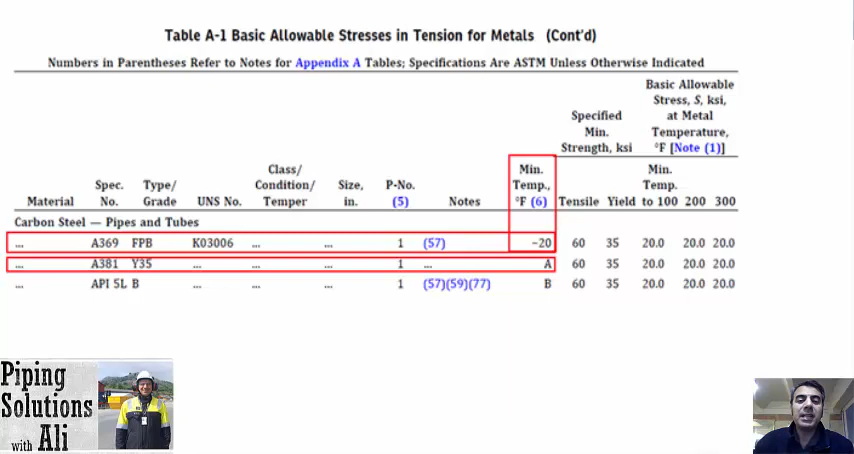 Table A-1 Basic Allowable Stresses in Tension for Metals (Cont'd)
Numbers in Parentheses Refer to Notes for Appendix A Tables; Specifications Are ASTM Unless Otherwise Indicated
Basic Allowable
Stress, S, ksi,
Specified at Metal
Min. Temperature,
Strength, ksi °F [Note (1)]
Class/ Min. Min.
Spec. Type/ Condition/ Size, P-No. Temp., Temp.
Material No. Grade UNS No. Temper in. (5) Notes °F (6) Tensile Yield to 100 200 300
Carbon Steel — Pipes and Tubes
... A369 FPB K03006 ... ... 1 (57) −20 60 35 20.0 20.0 20.0
... A381 Y35 ... ... ... 1 ... A 60 35 20.0 20.0 20.0
... API 5L B ... ... ... 1 (57)(59)(77) B 60 35 20.0 20.0 20.0
Piping
Solutions
with Ali